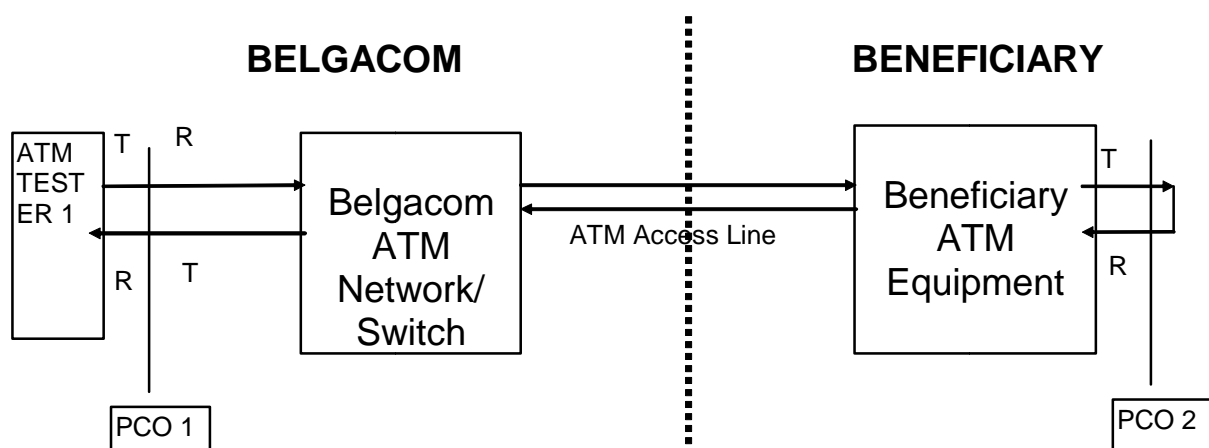 BELGACOM
BENEFICIARY
ATM
TEST
ER 1
T
R
R
T
Belgacom
ATM
Network/
Switch
ATM Access Line
Beneficiary
ATM
Equipment
T
R
PCO 1
PCO 2